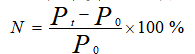 N = (P_t - P_0) / P_0 × 100 %